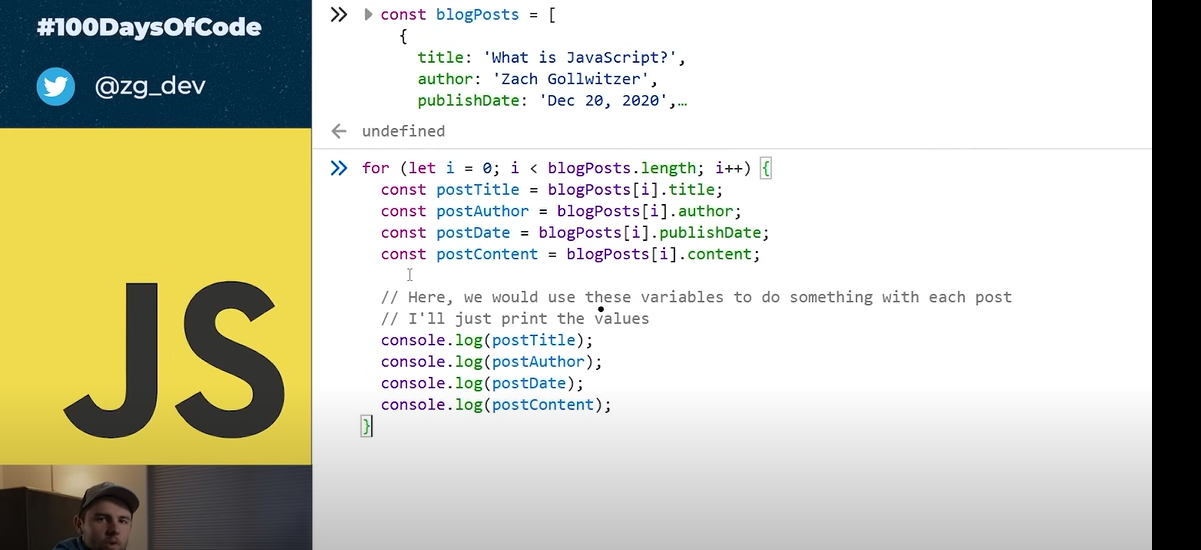 #100DaysOfCode
@zg_dev
JS
const blogPosts = [
{
title: 'What is JavaScript?',
author: 'Zach Gollwitzer',
publishDate: 'Dec 20, 2020',…
undefined
for (let i = 0; i < blogPosts.length; i++) {
const postTitle = blogPosts[i].title;
const postAuthor = blogPosts[i].author;
const postDate = blogPosts[i].publishDate;
const postContent = blogPosts[i].content;
// Here, we would use these variables to do something with each post
// I'll just print the values
console.log(postTitle);
console.log(postAuthor);
console.log(postDate);
console.log(postContent);
}